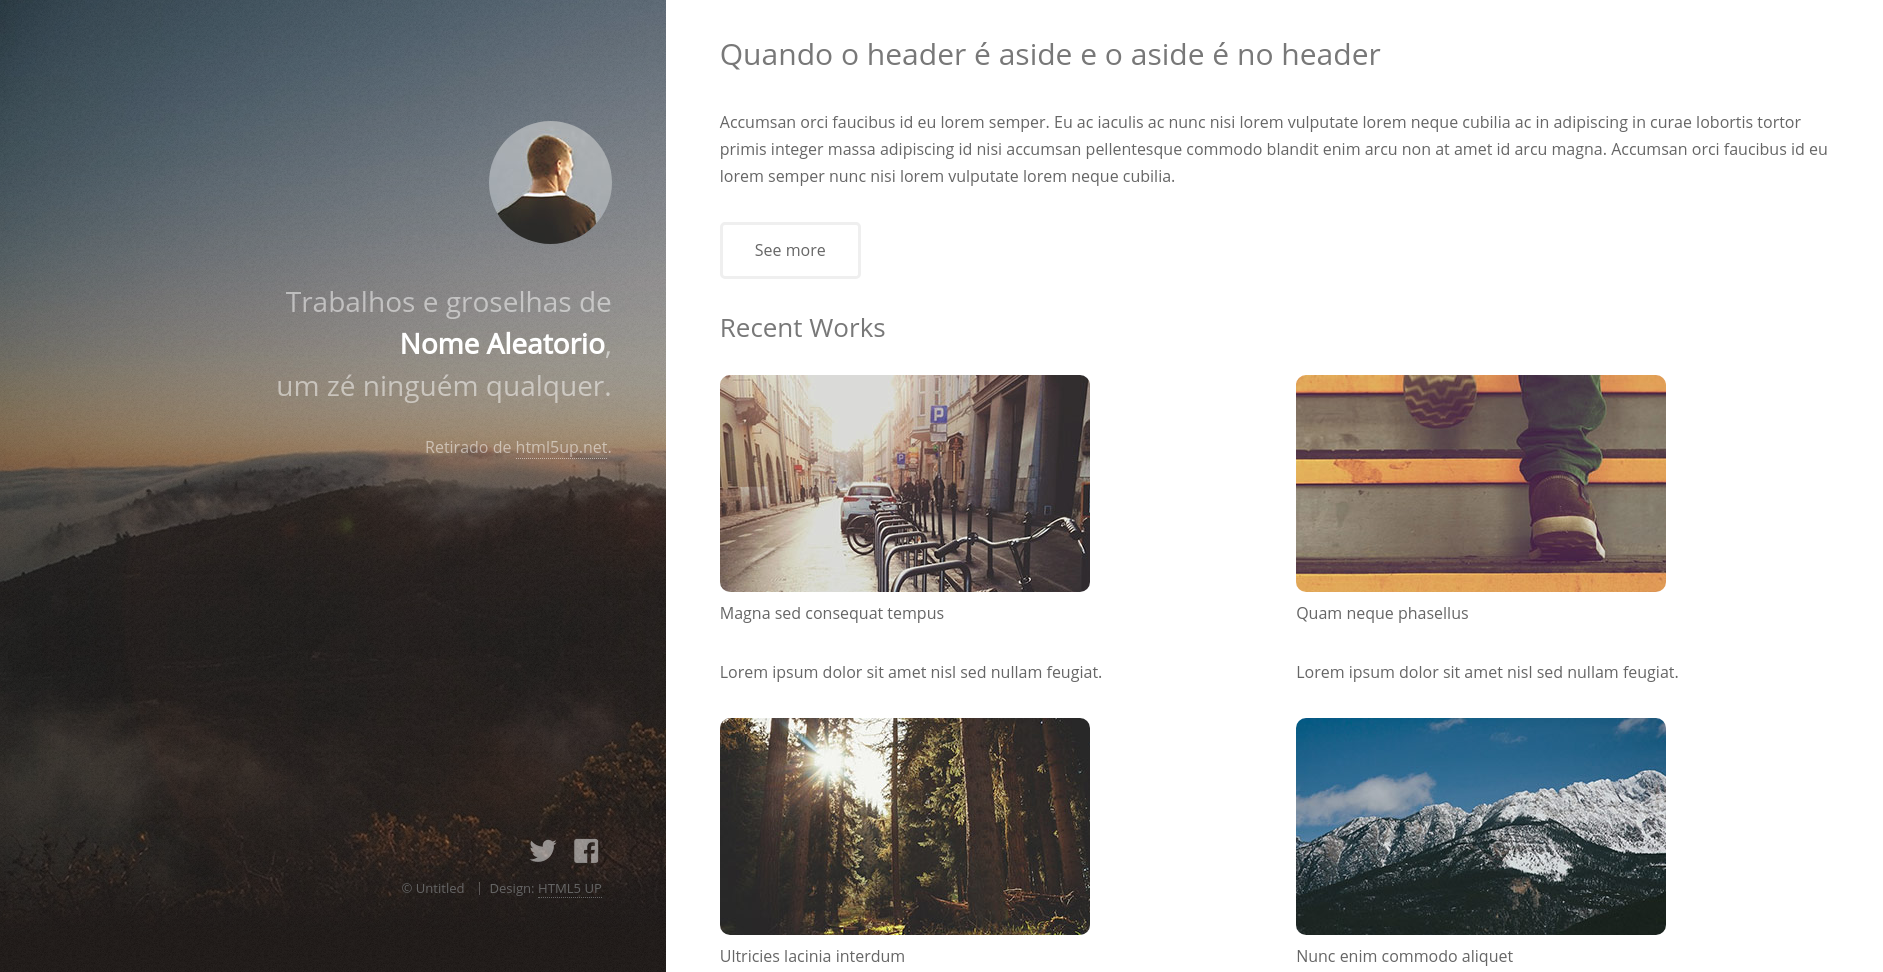 Trabalhos e groselhas de
Nome Aleatorio,
um zé ninguém qualquer.
Retirado de html5up.net.
© Untitled | Design: HTML5 UP
Quando o header é aside e o aside é no header
Accumsan orci faucibus id eu lorem semper. Eu ac iaculis ac nunc nisi lorem vulputate lorem neque cubilia ac in adipiscing in curae lobortis tortor
primis integer massa adipiscing id nisi accumsan pellentesque commodo blandit enim arcu non at amet id arcu magna. Accumsan orci faucibus id eu
lorem semper nunc nisi lorem vulputate lorem neque cubilia.
See more
Recent Works
P
P
Magna sed consequat tempus
Quam neque phasellus
Lorem ipsum dolor sit amet nisl sed nullam feugiat.
Lorem ipsum dolor sit amet nisl sed nullam feugiat.
Ultricies lacinia interdum
Nunc enim commodo aliquet